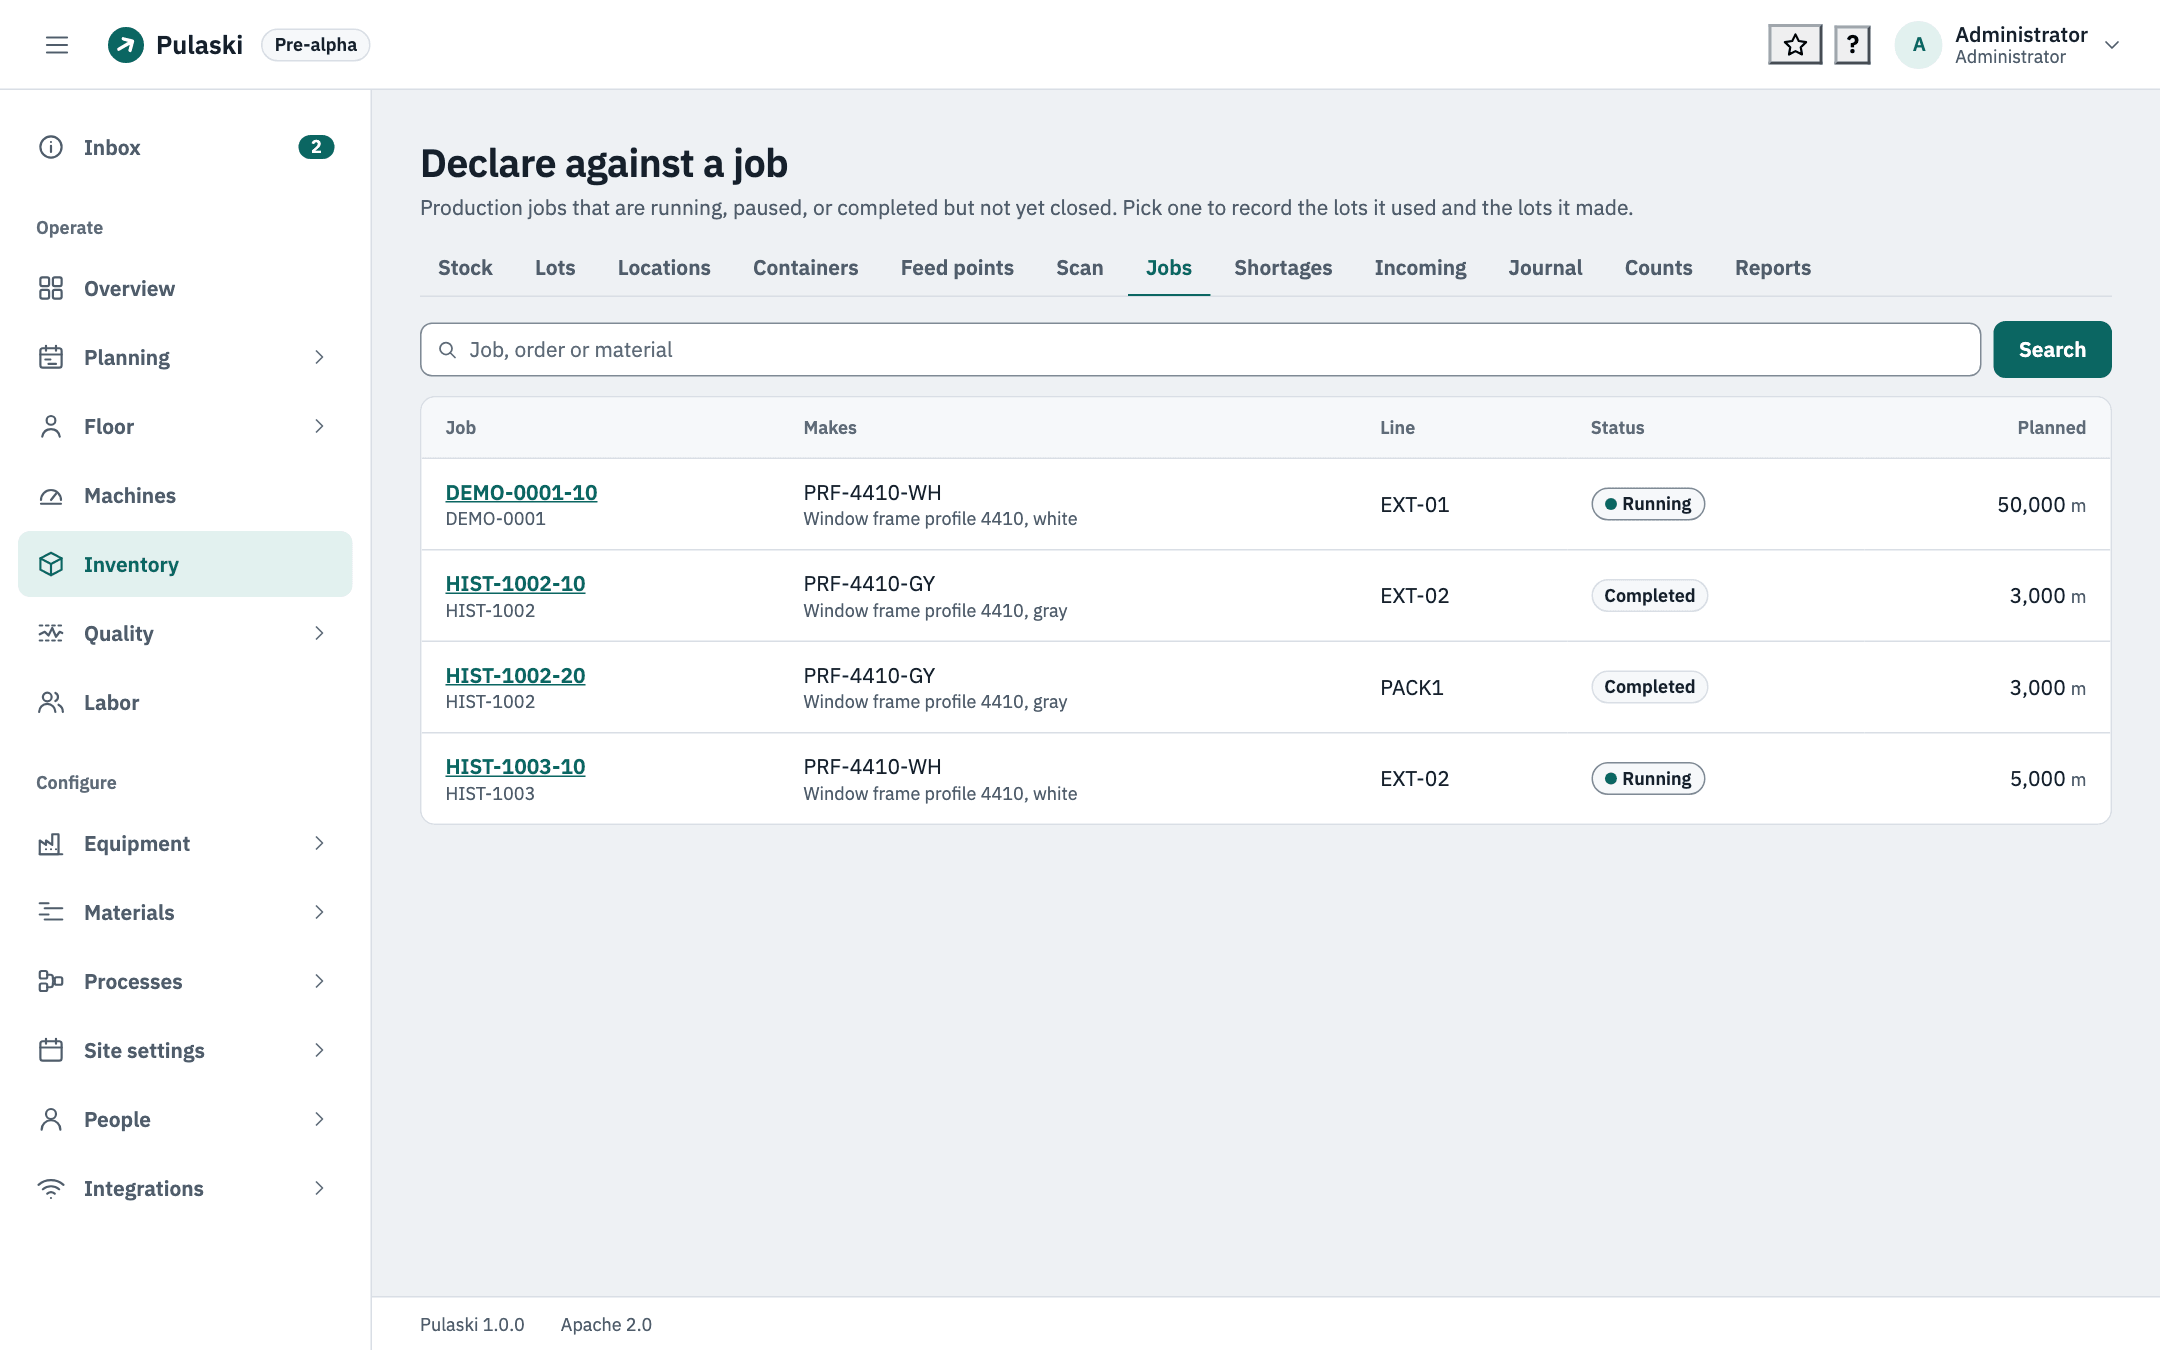 Pulaski Pre-alpha
? A Administrator
Administrator
Inbox 2
Operate
Overview
Planning
Floor
Machines
Inventory
Quality
Labor
Configure
Equipment
Materials
Processes
Site settings
People
Integrations
Declare against a job
Production jobs that are running, paused, or completed but not yet closed. Pick one to record the lots it used and the lots it made.
Stock Lots Locations Containers Feed points Scan Jobs Shortages Incoming Journal Counts Reports
Job, order or material Search
Job Makes Line Status Planned
DEMO-0001-10 PRF-4410-WH EXT-01 Running 50,000 m
DEMO-0001 Window frame profile 4410, white
HIST-1002-10 PRF-4410-GY EXT-02 Completed 3,000 m
HIST-1002 Window frame profile 4410, gray
HIST-1002-20 PRF-4410-GY PACK1 Completed 3,000 m
HIST-1002 Window frame profile 4410, gray
HIST-1003-10 PRF-4410-WH EXT-02 Running 5,000 m
HIST-1003 Window frame profile 4410, white
Pulaski 1.0.0 Apache 2.0